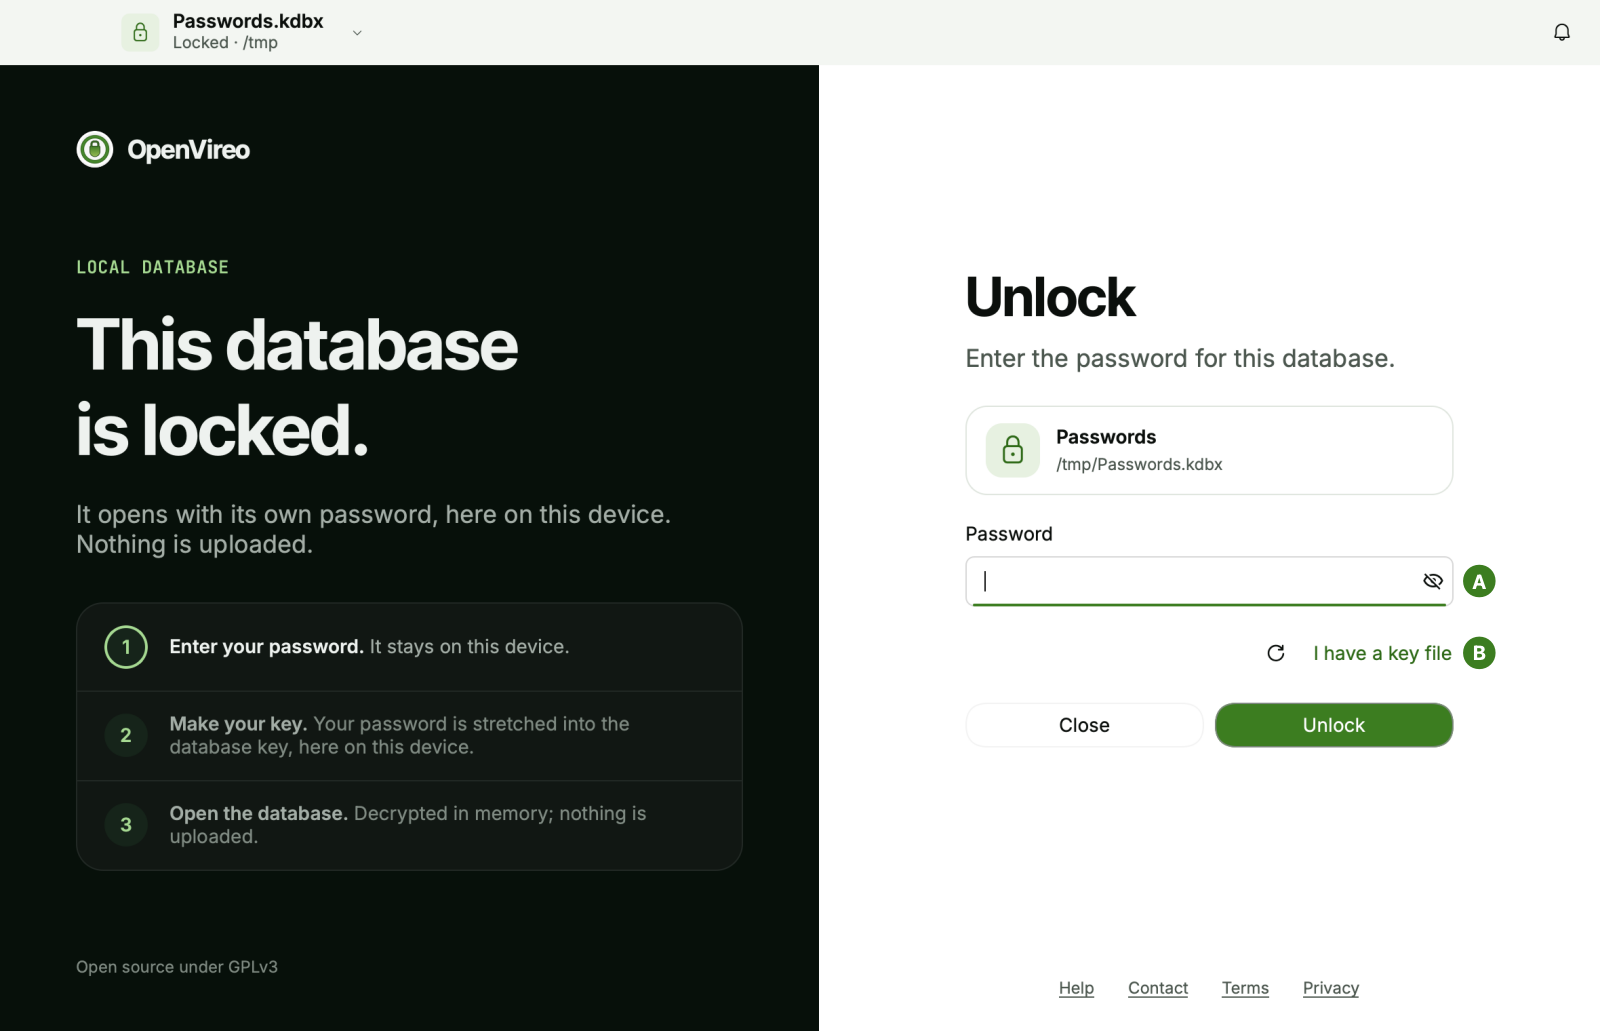 Passwords.kdbx
Locked · /tmp
OpenVireo
LOCAL DATABASE
This database
is locked.
It opens with its own password, here on this device.
Nothing is uploaded.
1
Enter your password. It stays on this device.
2
Make your key. Your password is stretched into the
database key, here on this device.
3
Open the database. Decrypted in memory; nothing is
uploaded.
Open source under GPLv3
Unlock
Enter the password for this database.
Passwords
/tmp/Passwords.kdbx
Password
A
I have a key file
B
Close
Unlock
Help
Contact
Terms
Privacy